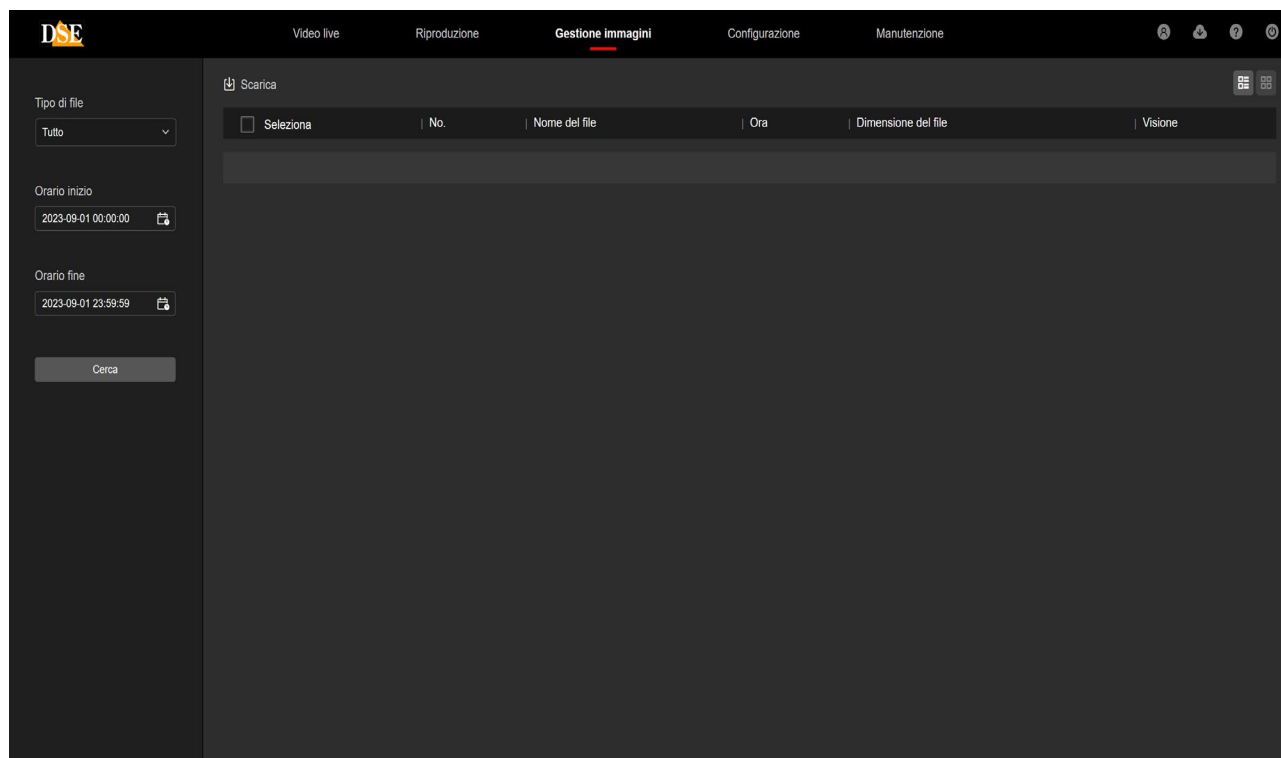 DSE Video live Riproduzione Gestione immagini Configurazione Manutenzione
Scarica
Tipo di file
Tutto
Seleziona No. Nome del file Ora Dimensione del file Visione
Orario inizio
2023-09-01 00:00:00
Orario fine
2023-09-01 23:59:59
Cerca